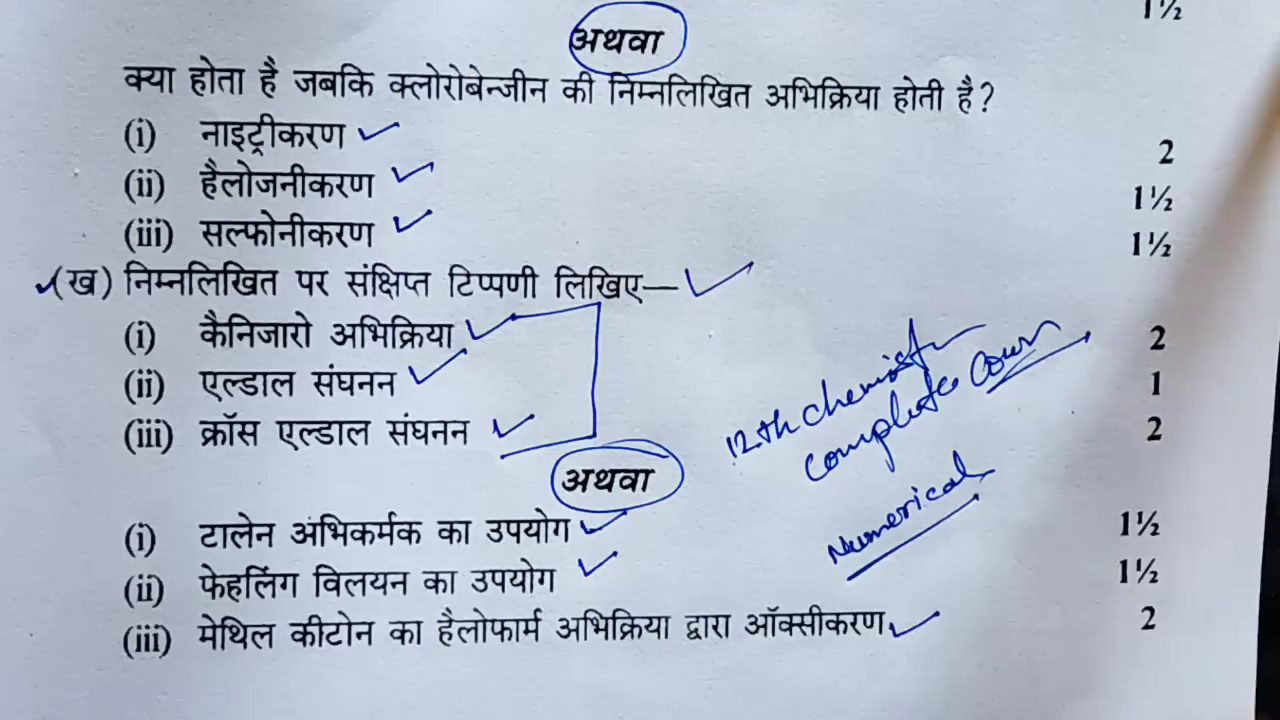 1½
अथवा
क्या होता है जबकि क्लोरोबेन्जीन की निम्नलिखित अभिक्रिया होती है?
(i) नाइट्रीकरण 2
(ii) हैलोजनीकरण 1½
(iii) सल्फोनीकरण 1½
(ख) निम्नलिखित पर संक्षिप्त टिप्पणी लिखिए—
(i) कैनिजारो अभिक्रिया 2
(ii) एल्डाल संघनन 1
(iii) क्रॉस एल्डाल संघनन 2
12th chemist
complete
Numerical
अथवा
(i) टालेन अभिकर्मक का उपयोग 1½
(ii) फेहलिंग विलयन का उपयोग 1½
(iii) मेथिल कीटोन का हैलोफार्म अभिक्रिया द्वारा ऑक्सीकरण 2